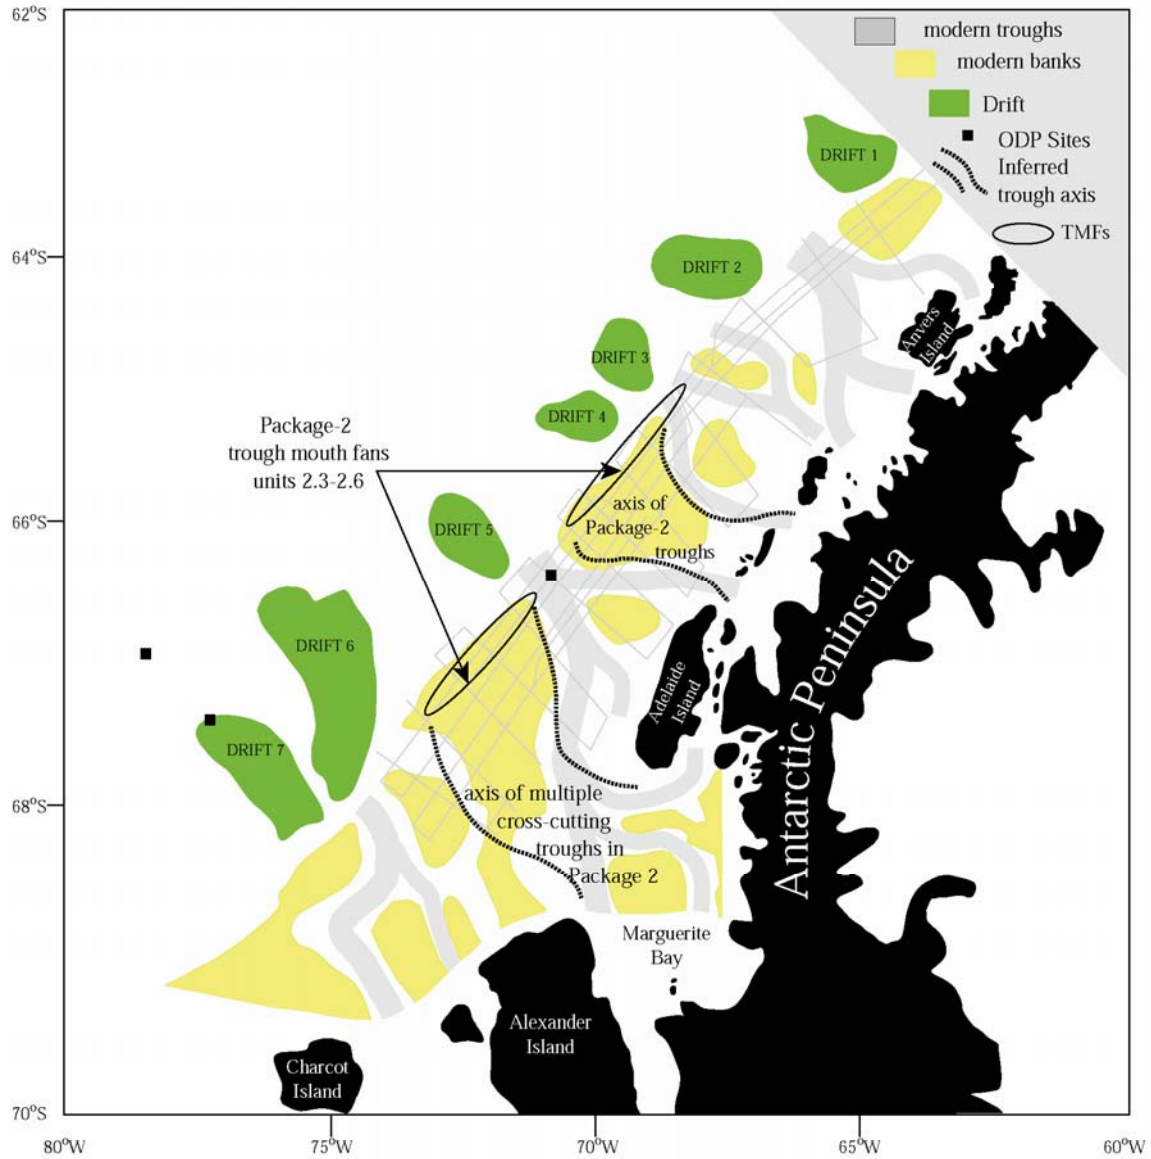 62°S
64°S
66°S
68°S
70°S
80°W
75°W
70°W
65°W
60°W
modern troughs
modern banks
Drift
ODP Sites
Inferred
trough axis
TMFs
DRIFT 1
DRIFT 2
DRIFT 3
DRIFT 4
DRIFT 5
DRIFT 6
DRIFT 7
Package-2
trough mouth fans
units 2.3-2.6
axis of
Package-2
troughs
axis of multiple
cross-cutting
troughs in
Package 2
Anvers
Island
Adelaide
Island
Antarctic Peninsula
Marguerite
Bay
Alexander
Island
Charcot
Island